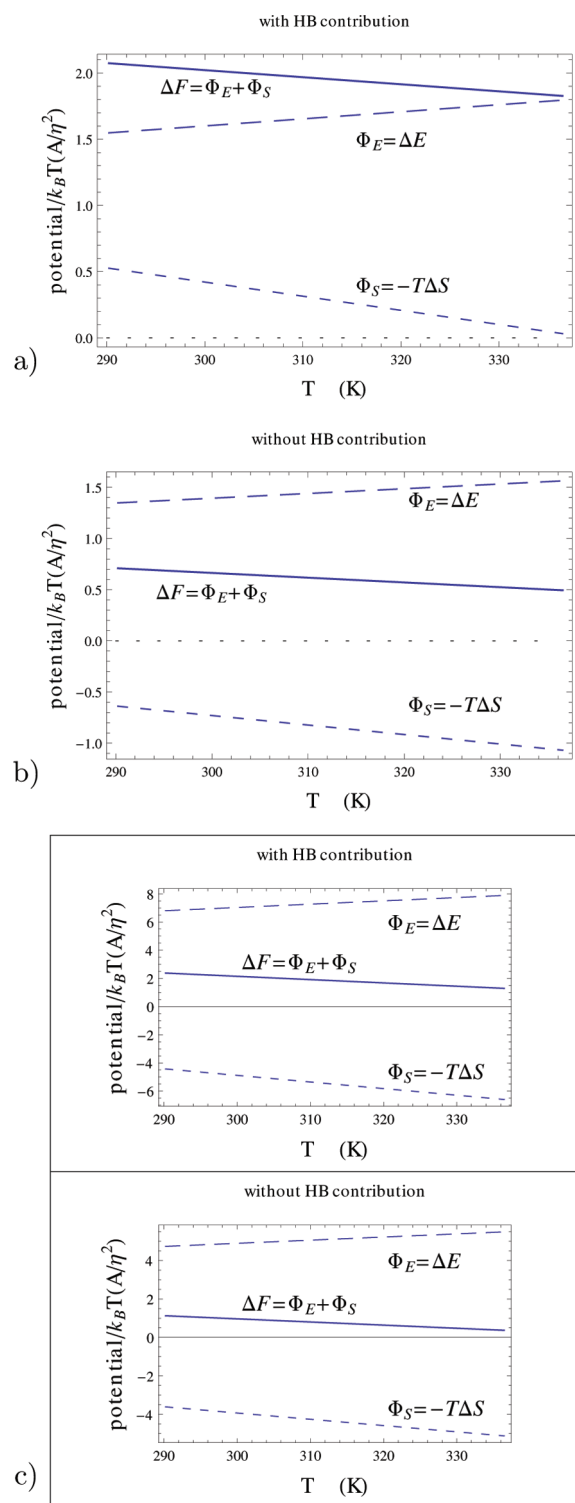 with HB contribution
2.0
ΔF=Φ_E+Φ_S
1.5
Φ_E=ΔE
1.0
potential/k_BT(A/η²)
0.5
Φ_S=−TΔS
0.0
290 300 310 320 330
a)
T (K)
without HB contribution
1.5
Φ_E=ΔE
1.0
0.5
ΔF=Φ_E+Φ_S
potential/k_BT(A/η²)
0.0
−0.5
Φ_S=−TΔS
−1.0
290 300 310 320 330
b)
T (K)
with HB contribution
8
6
Φ_E=ΔE
4
ΔF=Φ_E+Φ_S
2
potential/k_BT(A/η²)
0
−2
−4
Φ_S=−TΔS
−6
290 300 310 320 330
T (K)
without HB contribution
4
Φ_E=ΔE
2
ΔF=Φ_E+Φ_S
potential/k_BT(A/η²)
0
−2
−4
Φ_S=−TΔS
290 300 310 320 330
c)
T (K)